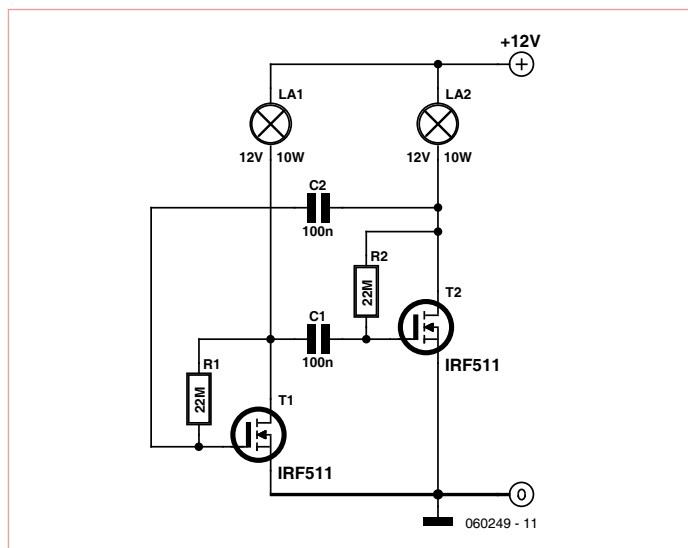 +12V
LA1
LA2
12V 10W
12V 10W
C2
100n
R2
22M
T2
C1
100n
IRF511
R1
22M
T1
IRF511
0
060249 - 11